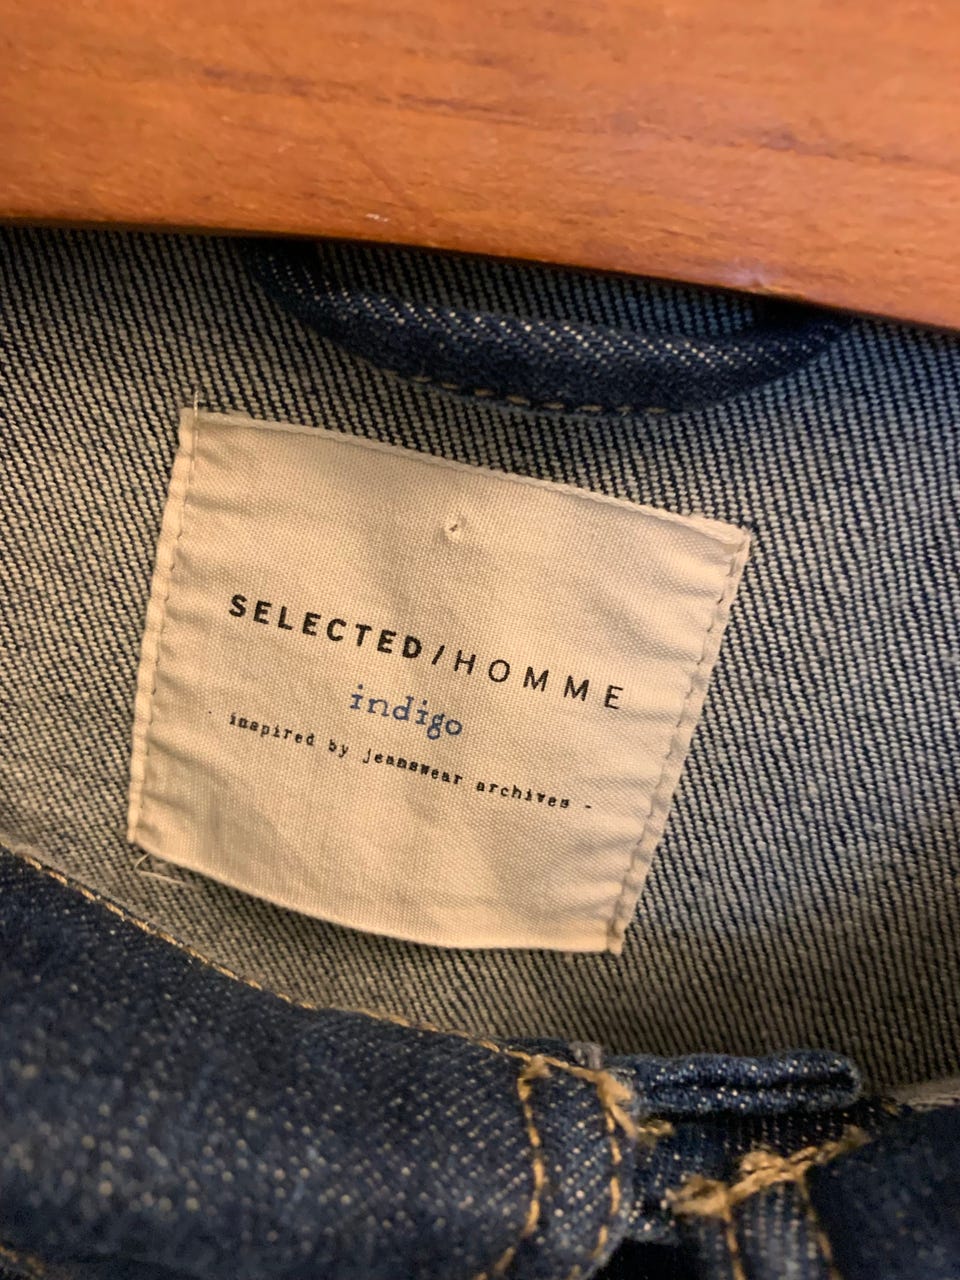 SELECTED/HOMME
indigo
- inspired by jeanswear archives -